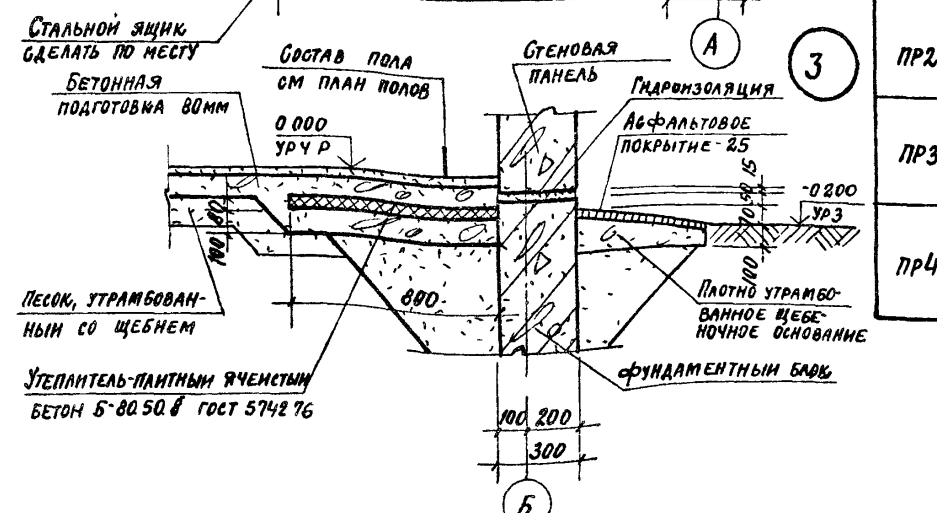 СТАЛЬНОЙ ЯЩИК
СДЕЛАТЬ ПО МЕСТУ
БЕТОННАЯ
ПОДГОТОВКА 80ММ
СОСТАВ ПОЛА
СМ ПЛАН ПОЛОВ
0 000
УР Ч Р
СТЕНОВАЯ
ПАНЕЛЬ
А
3
ГИДРОИЗОЛЯЦИЯ
АСФАЛЬТОВОЕ
ПОКРЫТИЕ-25
ПР2
ПР3
ПР4
15
50
70
100
-0 200
УР З
80
100
800
ПЕСОК, УТРАМБОВАН-
НЫЙ СО ЩЕБНЕМ
УТЕПЛИТЕЛЬ-ПЛИТНЫЙ ЯЧЕИСТЫЙ
БЕТОН Б-80.50.8 ГОСТ 5742 76
ПЛОТНО УТРАМБО-
ВАННОЕ ЩЕБЕ-
НОЧНОЕ ОСНОВАНИЕ
ФУНДАМЕНТНЫЙ БЛОК
100 200
300
Б